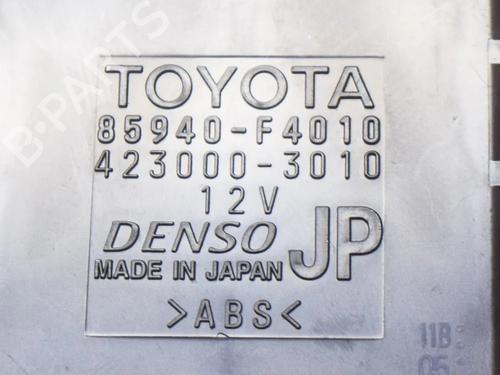 B-PARTS
TOYOTA
85940-F4010
423000-3010
12V
DENSO JP
MADE IN JAPAN
>ABS<
11B
05